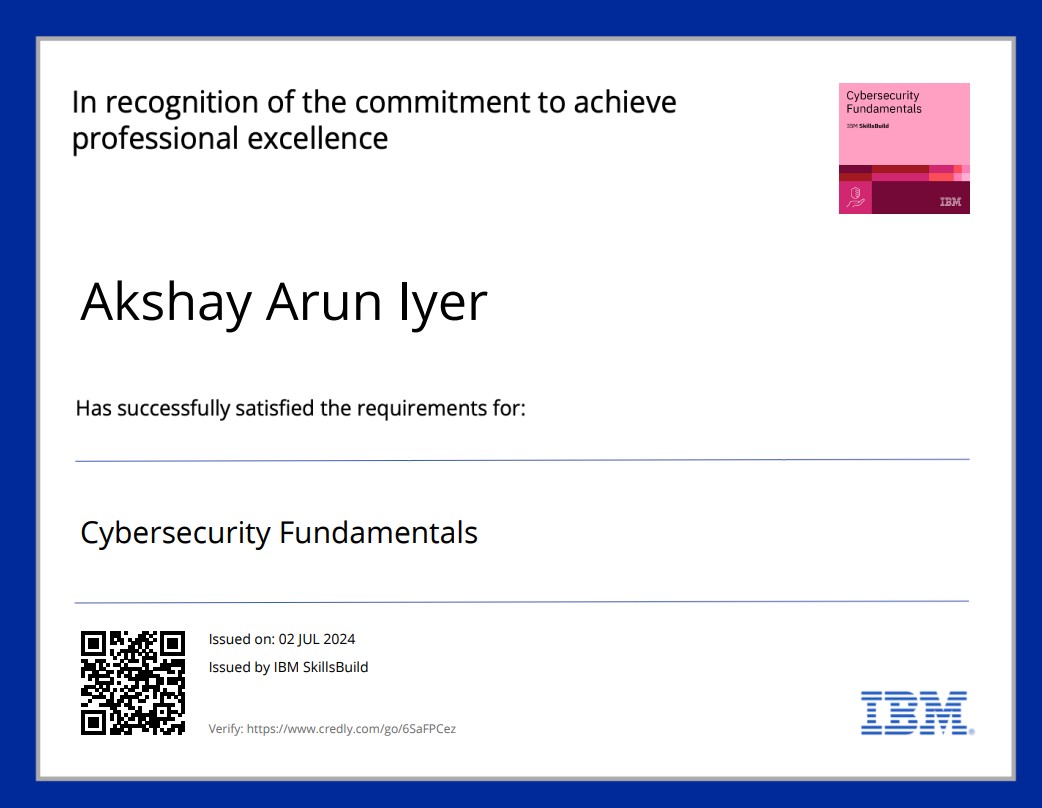 In recognition of the commitment to achieve
professional excellence
Cybersecurity
Fundamentals
IBM SkillsBuild
IBM
Akshay Arun Iyer
Has successfully satisfied the requirements for:
Cybersecurity Fundamentals
Issued on: 02 JUL 2024
Issued by IBM SkillsBuild
Verify: https://www.credly.com/go/6SaFPCez
IBM®